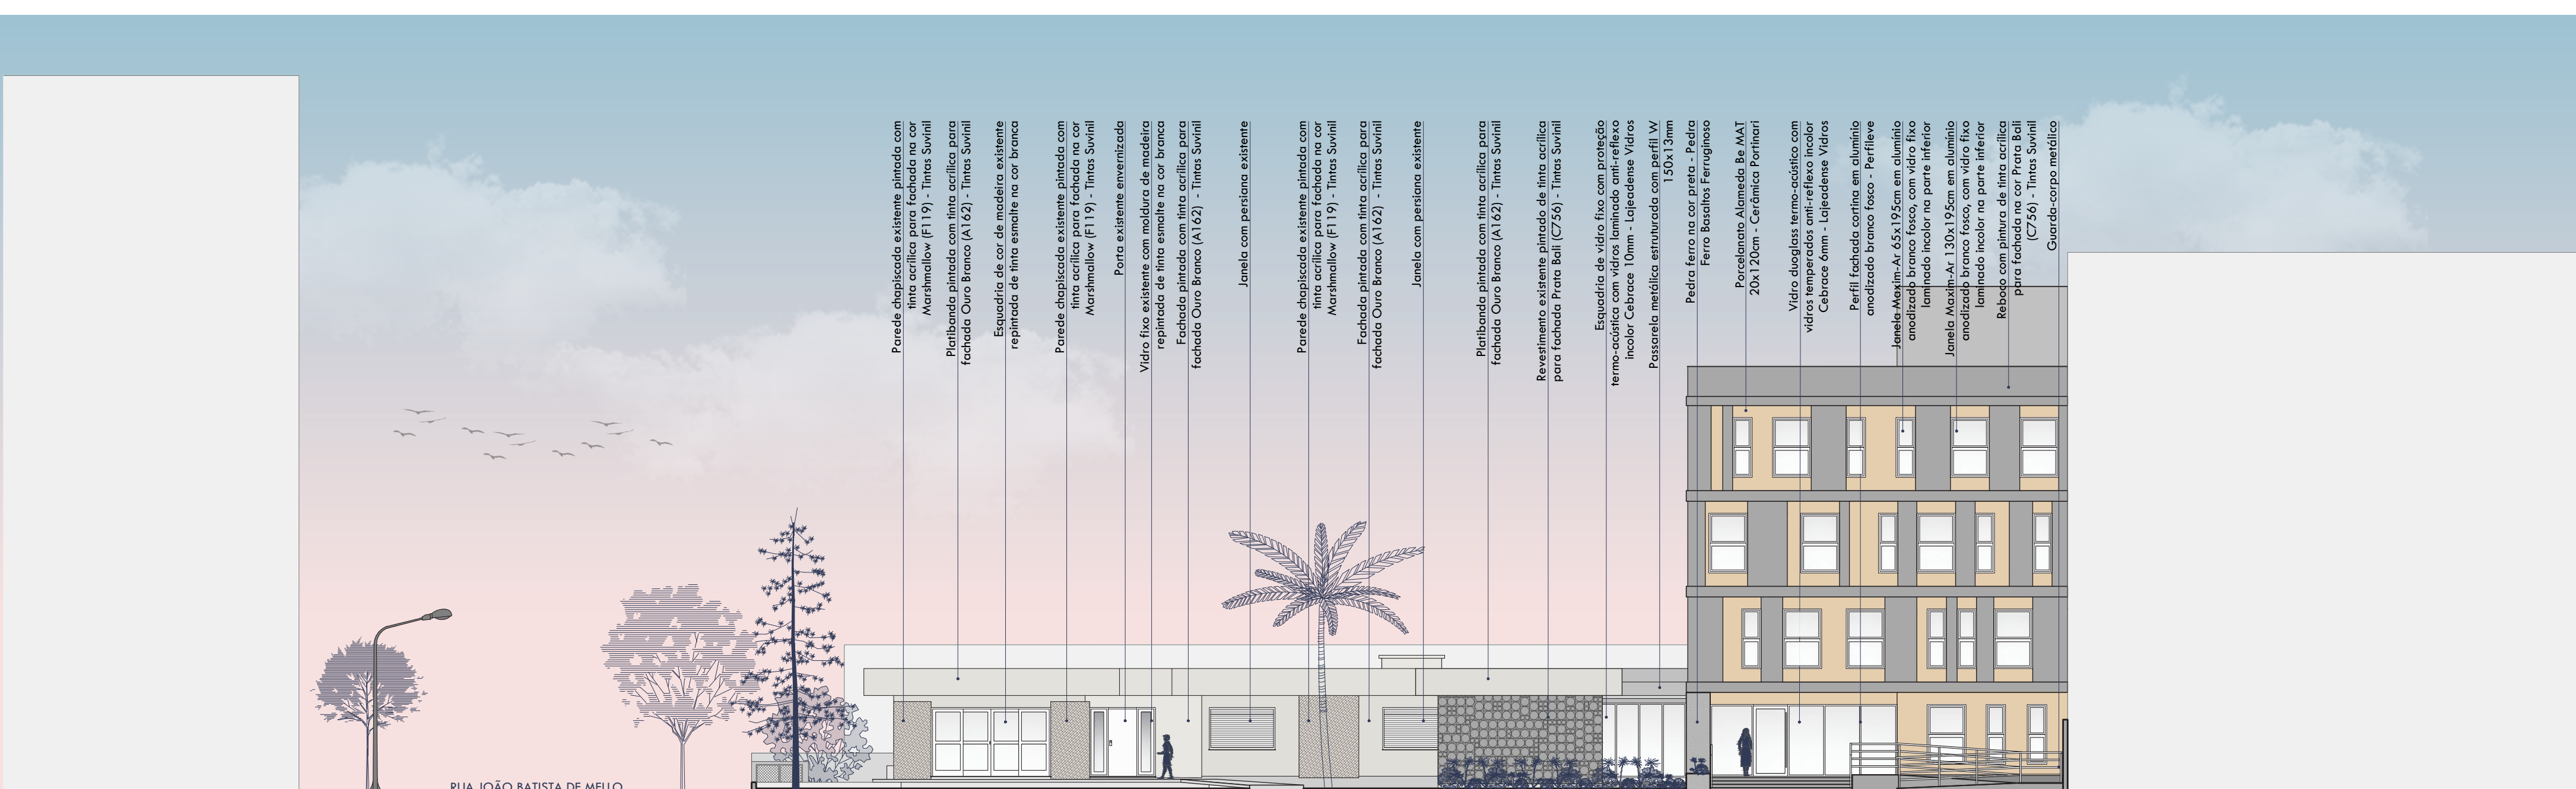 Parede chapiscada existente pintada com
tinta acrílica para fachada na cor
Marshmallow (F119) - Tintas Suvinil
Platibanda pintada com tinta acrílica para
fachada Ouro Branco (A162) - Tintas Suvinil
Esquadria de cor de madeira existente
repintada de tinta esmalte na cor branca
Parede chapiscada existente pintada com
tinta acrílica para fachada na cor
Marshmallow (F119) - Tintas Suvinil
Porta existente envernizada
Vidro fixo existente com moldura de madeira
repintada de tinta esmalte na cor branca
Fachada pintada com tinta acrílica para
fachada Ouro Branco (A162) - Tintas Suvinil
Janela com persiana existente
Parede chapiscada existente pintada com
tinta acrílica para fachada na cor
Marshmallow (F119) - Tintas Suvinil
Fachada pintada com tinta acrílica para
fachada Ouro Branco (A162) - Tintas Suvinil
Janela com persiana existente
Platibanda pintada com tinta acrílica para
fachada Ouro Branco (A162) - Tintas Suvinil
Revestimento existente pintado de tinta acrílica
para fachada Prata Bali (C756) - Tintas Suvinil
Esquadria de vidro fixo com proteção
termo-acústica com vidros laminado anti-reflexo
incolor Cebrace 10mm - Lajeadense Vidros
Passarela metálica estruturada com perfil W
150x13mm
Pedra ferro na cor preta - Pedra
Ferro Basaltos Ferruginoso
Porcelanato Alameda Be MAT
20x120cm - Cerâmica Portinari
Vidro duoglass termo-acústico com
vidros temperados anti-reflexo incolor
Cebrace 6mm - Lajeadense Vidros
Perfil fachada cortina em alumínio
anodizado branco fosco - Perfileve
Janela Maxim-Ar 65x195cm em alumínio
anodizado branco fosco, com vidro fixo
laminado incolor na parte inferior
Janela Maxim-Ar 130x195cm em alumínio
anodizado branco fosco, com vidro fixo
laminado incolor na parte inferior
Reboco com pintura de tinta acrílica
para fachada na cor Prata Bali
(C756) - Tintas Suvinil
Guarda-corpo metálico
RUA JOÃO BATISTA DE MELLO